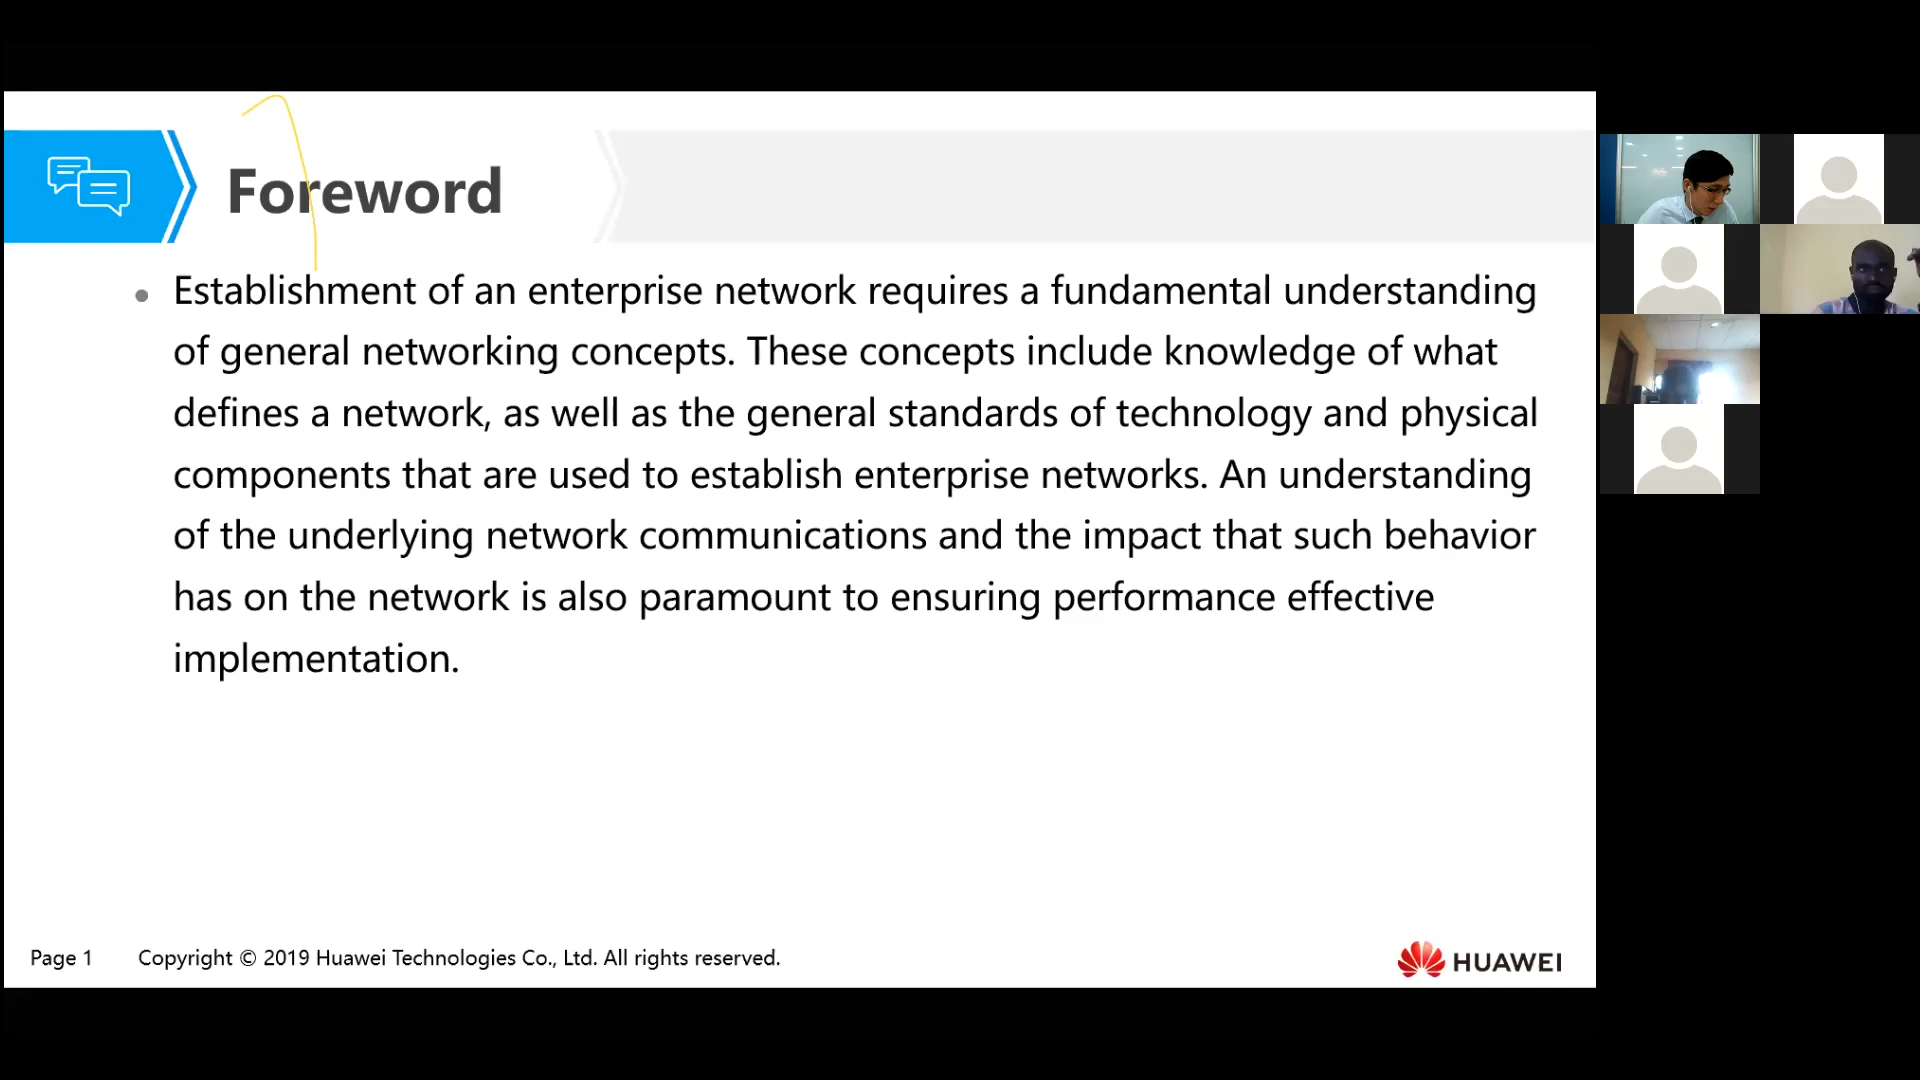 Foreword
Establishment of an enterprise network requires a fundamental understanding
of general networking concepts. These concepts include knowledge of what
defines a network, as well as the general standards of technology and physical
components that are used to establish enterprise networks. An understanding
of the underlying network communications and the impact that such behavior
has on the network is also paramount to ensuring performance effective
implementation.
Page 1 Copyright © 2019 Huawei Technologies Co., Ltd. All rights reserved.
HUAWEI